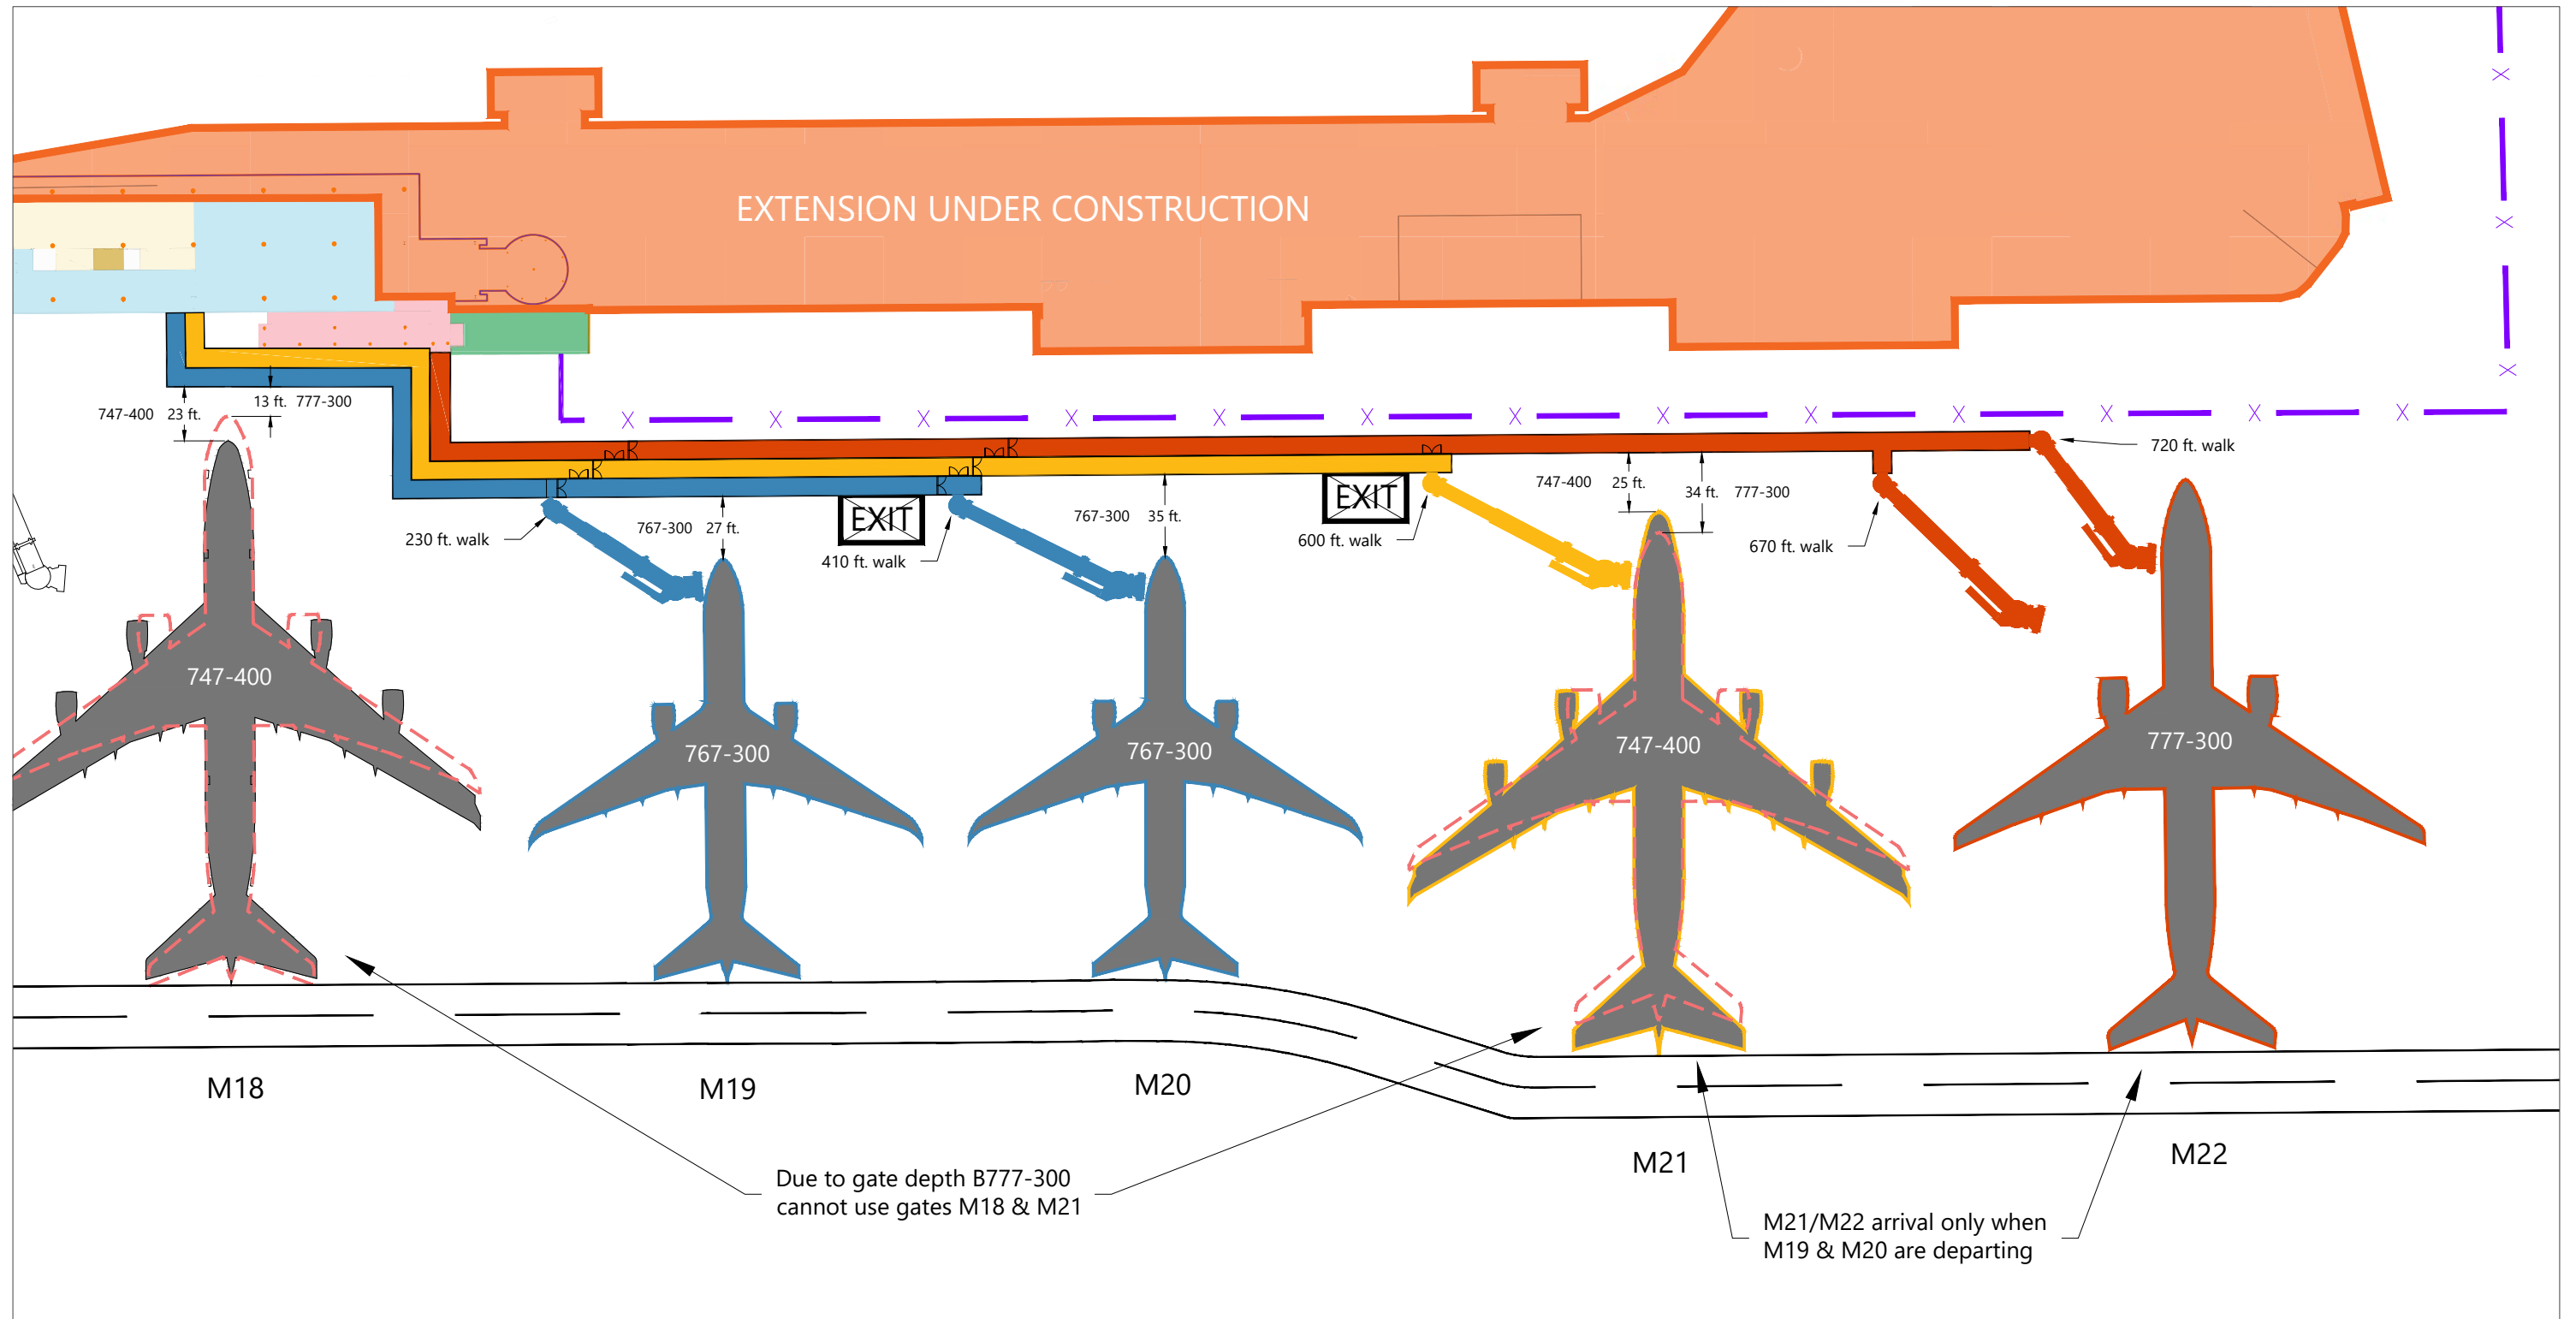 EXTENSION UNDER CONSTRUCTION
747-400 23 ft.
13 ft. 777-300
720 ft. walk
230 ft. walk
767-300 27 ft.
EXIT
410 ft. walk
767-300 35 ft.
EXIT
600 ft. walk
747-400 25 ft.
34 ft. 777-300
670 ft. walk
747-400
767-300
767-300
747-400
777-300
M18
M19
M20
M21
M22
Due to gate depth B777-300
cannot use gates M18 & M21
M21/M22 arrival only when
M19 & M20 are departing